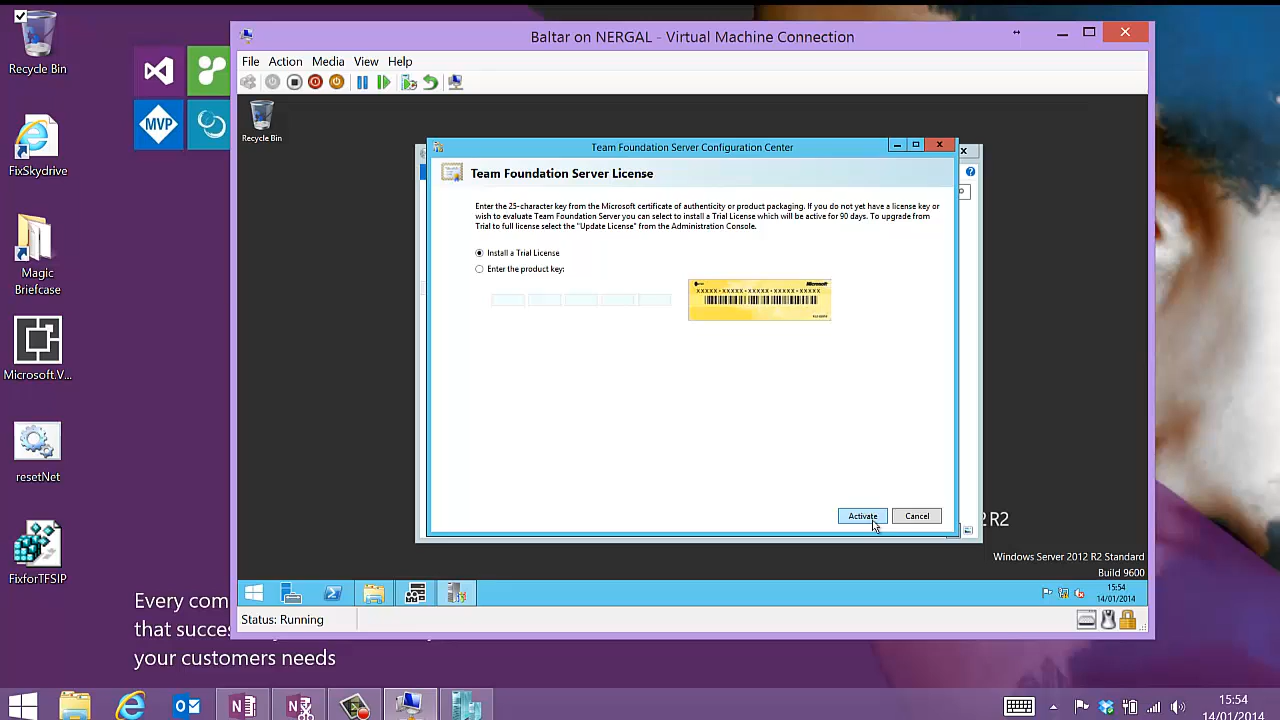 Recycle Bin
FixSkydrive
Magic
Briefcase
Microsoft.V...
resetNet
FixforTFSIP
MVP
Every com
that succes
your customers needs
Baltar on NERGAL - Virtual Machine Connection
File Action Media View Help
Recycle Bin
Team Foundation Server Configuration Center
Team Foundation Server License
Enter the 25-character key from the Microsoft certificate of authenticity or product packaging. If you do not yet have a license key or
wish to evaluate Team Foundation Server you can select to install a Trial License which will be active for 90 days. To upgrade from
Trial to full license select the "Update License" from the Administration Console.
Install a Trial License
Enter the product key:
Microsoft
XXXXX-XXXXX-XXXXX-XXXXX-XXXXX
Activate Cancel
2 R2
Windows Server 2012 R2 Standard
Build 9600
15:54
14/01/2014
Status: Running
15:54
14/01/2014